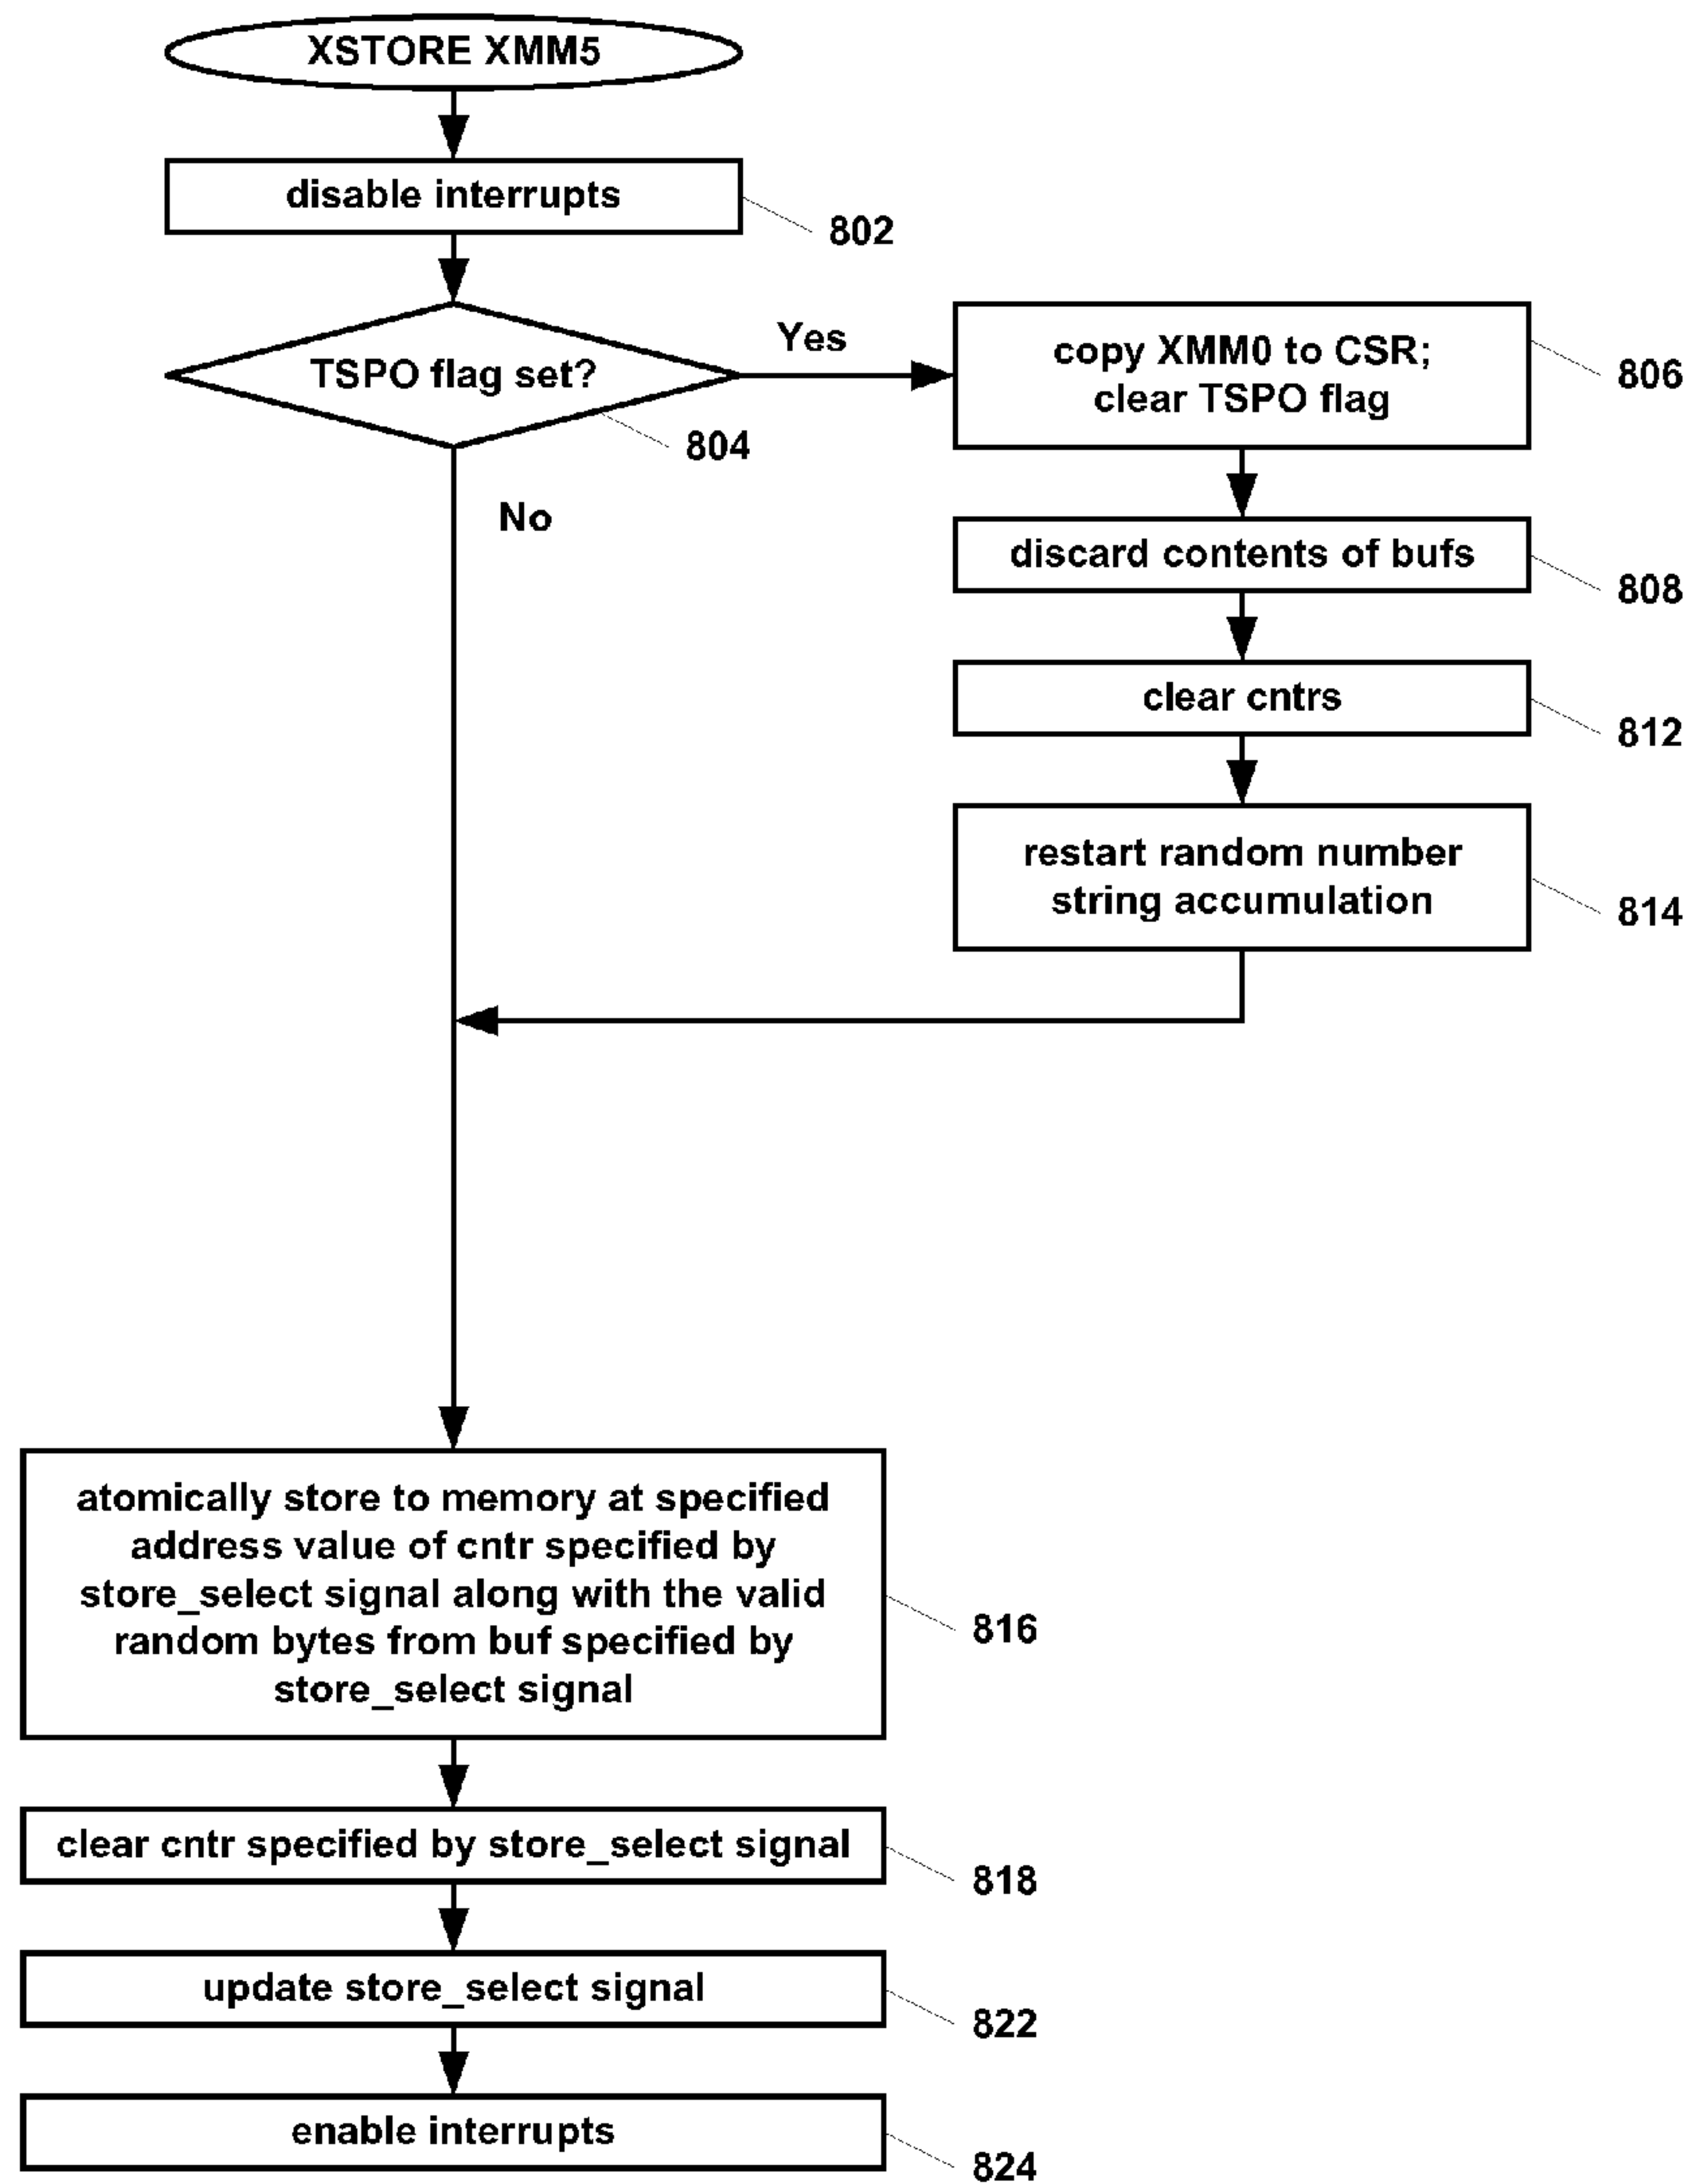 XSTORE XMM5
disable interrupts
802
TSPO flag set?
804
Yes
No
copy XMM0 to CSR;
clear TSPO flag
806
discard contents of bufs
808
clear cntrs
812
restart random number
string accumulation
814
atomically store to memory at specified
address value of cntr specified by
store_select signal along with the valid
random bytes from buf specified by
store_select signal
816
clear cntr specified by store_select signal
818
update store_select signal
822
enable interrupts
824